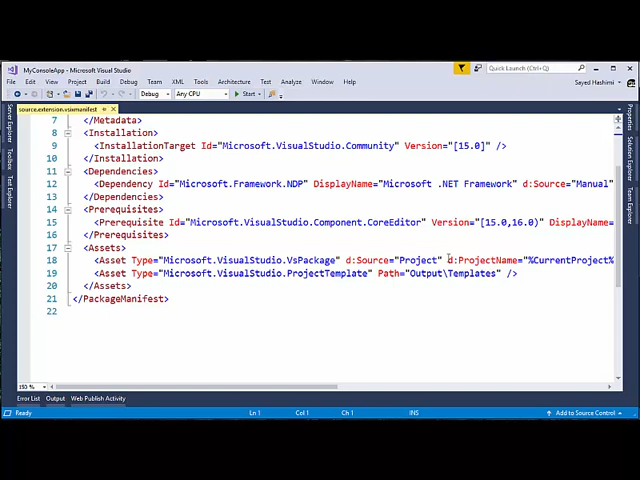 MyConsoleApp - Microsoft Visual Studio
Quick Launch (Ctrl+Q)
File Edit View Project Build Debug Team XML Tools Architecture Test Analyze Window Help
Sayed Hashimi
Debug Any CPU Start
source.extension.vsixmanifest
Server Explorer
Toolbox
Test Explorer
Properties
Solution Explorer
Team Explorer
7 </Metadata>
8 <Installation>
9 <InstallationTarget Id="Microsoft.VisualStudio.Community" Version="[15.0]" />
10 </Installation>
11 <Dependencies>
12 <Dependency Id="Microsoft.Framework.NDP" DisplayName="Microsoft .NET Framework" d:Source="Manual"
13 </Dependencies>
14 <Prerequisites>
15 <Prerequisite Id="Microsoft.VisualStudio.Component.CoreEditor" Version="[15.0,16.0)" DisplayName=
16 </Prerequisites>
17 <Assets>
18 <Asset Type="Microsoft.VisualStudio.VsPackage" d:Source="Project" d:ProjectName="%CurrentProject%
19 <Asset Type="Microsoft.VisualStudio.ProjectTemplate" Path="Output\Templates" />
20 </Assets>
21 </PackageManifest>
22
150 %
Error List Output Web Publish Activity
Ready Ln 1 Col 1 Ch 1 INS Add to Source Control